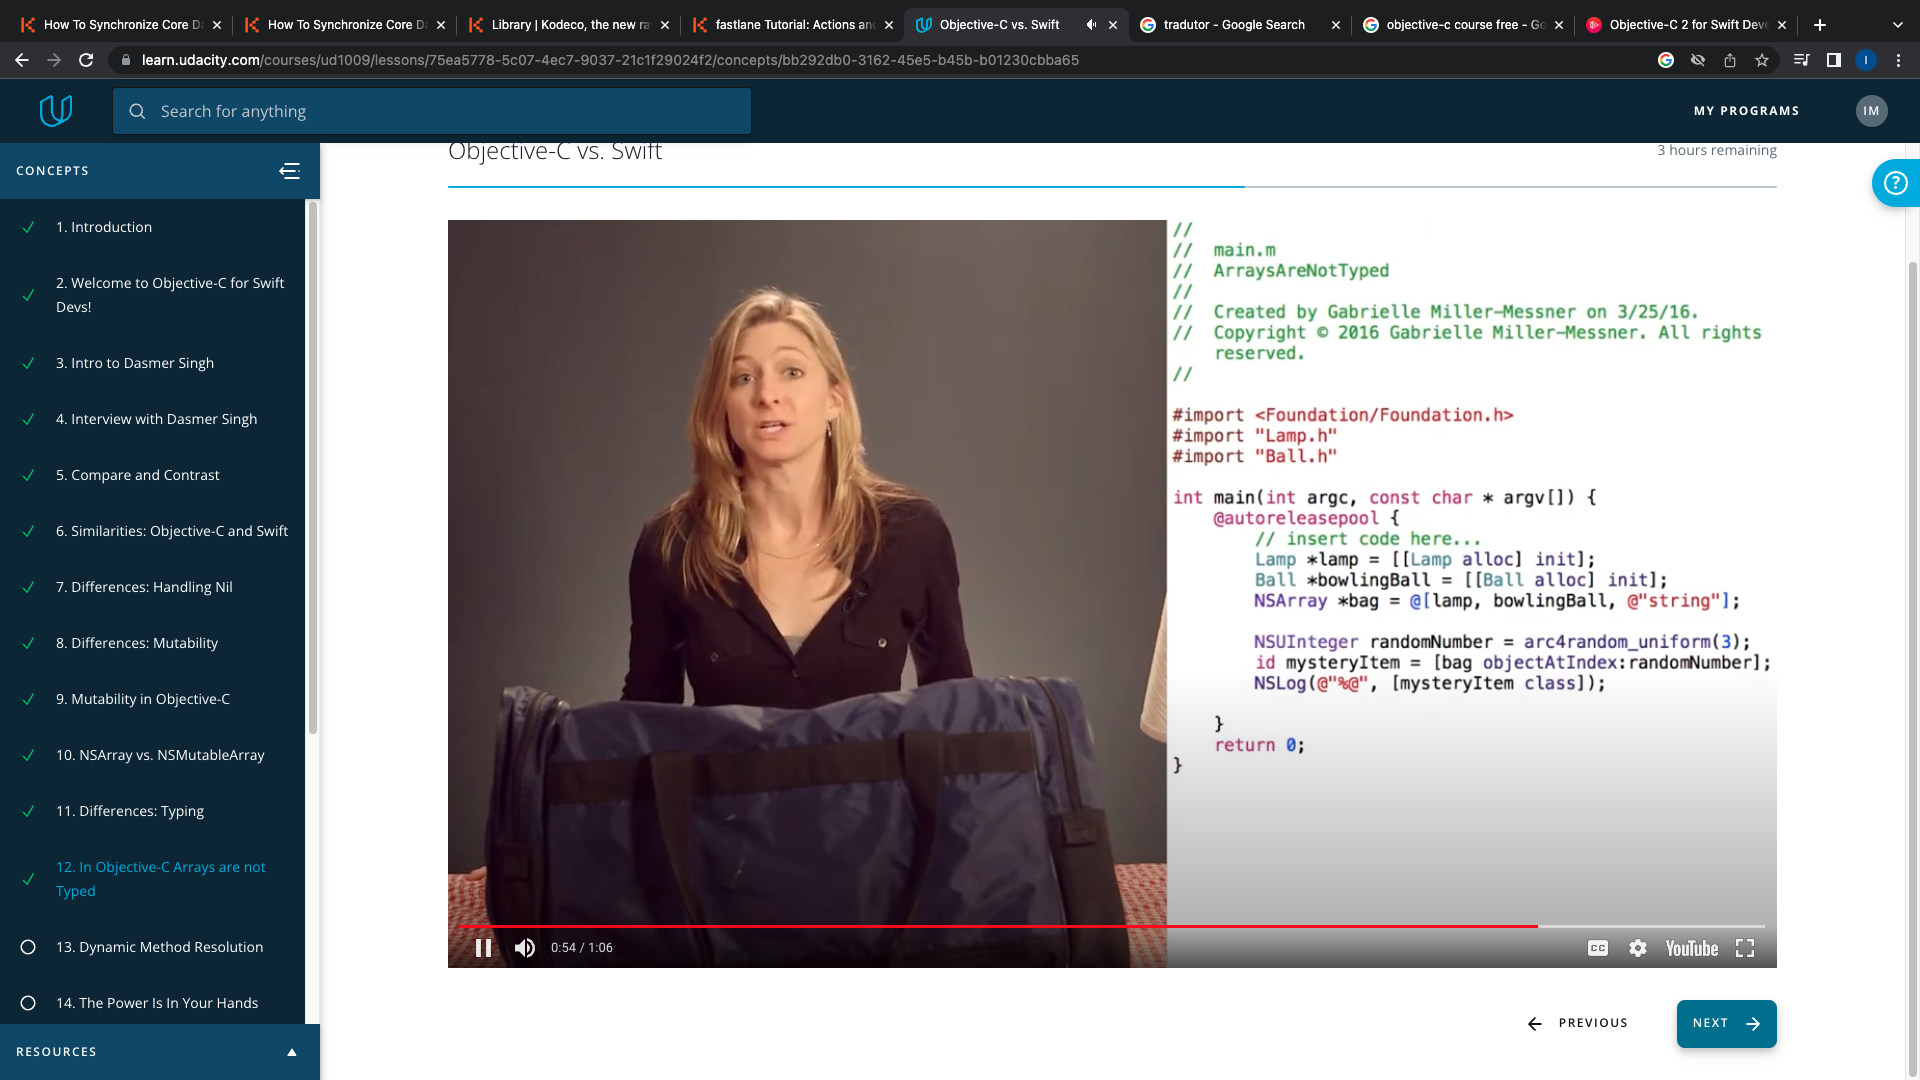 How To Synchronize Core D
How To Synchronize Core D
Library | Kodeco, the new ra
fastlane Tutorial: Actions an
Objective-C vs. Swift
tradutor - Google Search
objective-c course free - Go
Objective-C 2 for Swift Deve
learn.udacity.com/courses/ud1009/lessons/75ea5778-5c07-4ec7-9037-21c1f29024f2/concepts/bb292db0-3162-45e5-b45b-b01230cbba65
I
Search for anything
MY PROGRAMS
IM
CONCEPTS
1. Introduction
2. Welcome to Objective-C for Swift
Devs!
3. Intro to Dasmer Singh
4. Interview with Dasmer Singh
5. Compare and Contrast
6. Similarities: Objective-C and Swift
7. Differences: Handling Nil
8. Differences: Mutability
9. Mutability in Objective-C
10. NSArray vs. NSMutableArray
11. Differences: Typing
12. In Objective-C Arrays are not
Typed
13. Dynamic Method Resolution
14. The Power Is In Your Hands
RESOURCES
Objective-C vs. Swift
3 hours remaining
?
//
// main.m
// ArraysAreNotTyped
//
// Created by Gabrielle Miller-Messner on 3/25/16.
// Copyright © 2016 Gabrielle Miller-Messner. All rights
reserved.
//
#import <Foundation/Foundation.h>
#import "Lamp.h"
#import "Ball.h"
int main(int argc, const char * argv[]) {
@autoreleasepool {
// insert code here...
Lamp *lamp = [[Lamp alloc] init];
Ball *bowlingBall = [[Ball alloc] init];
NSArray *bag = @[lamp, bowlingBall, @"string"];
NSUInteger randomNumber = arc4random_uniform(3);
id mysteryItem = [bag objectAtIndex:randomNumber];
NSLog(@"%@", [mysteryItem class]);
}
return 0;
}
0:54 / 1:06
CC
YouTube
PREVIOUS
NEXT